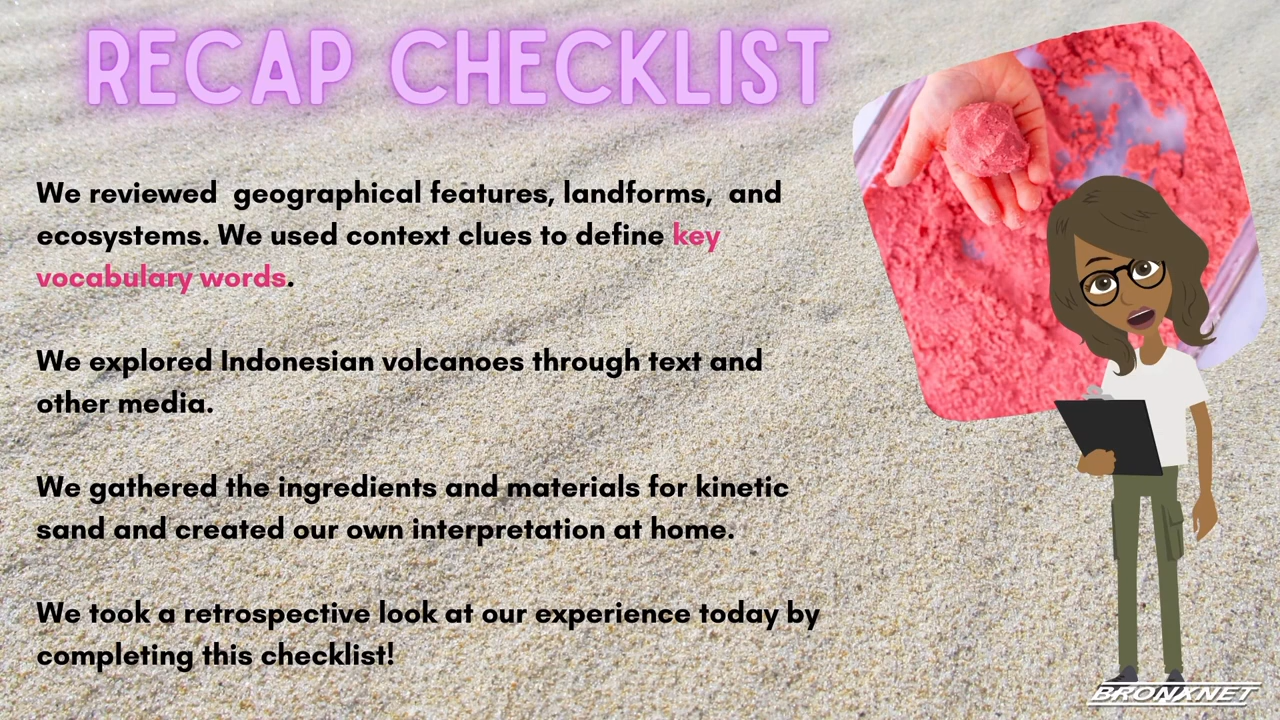 RECAP CHECKLIST
We reviewed geographical features, landforms, and
ecosystems. We used context clues to define key
vocabulary words.
We explored Indonesian volcanoes through text and
other media.
We gathered the ingredients and materials for kinetic
sand and created our own interpretation at home.
We took a retrospective look at our experience today by
completing this checklist!
BRONXNET